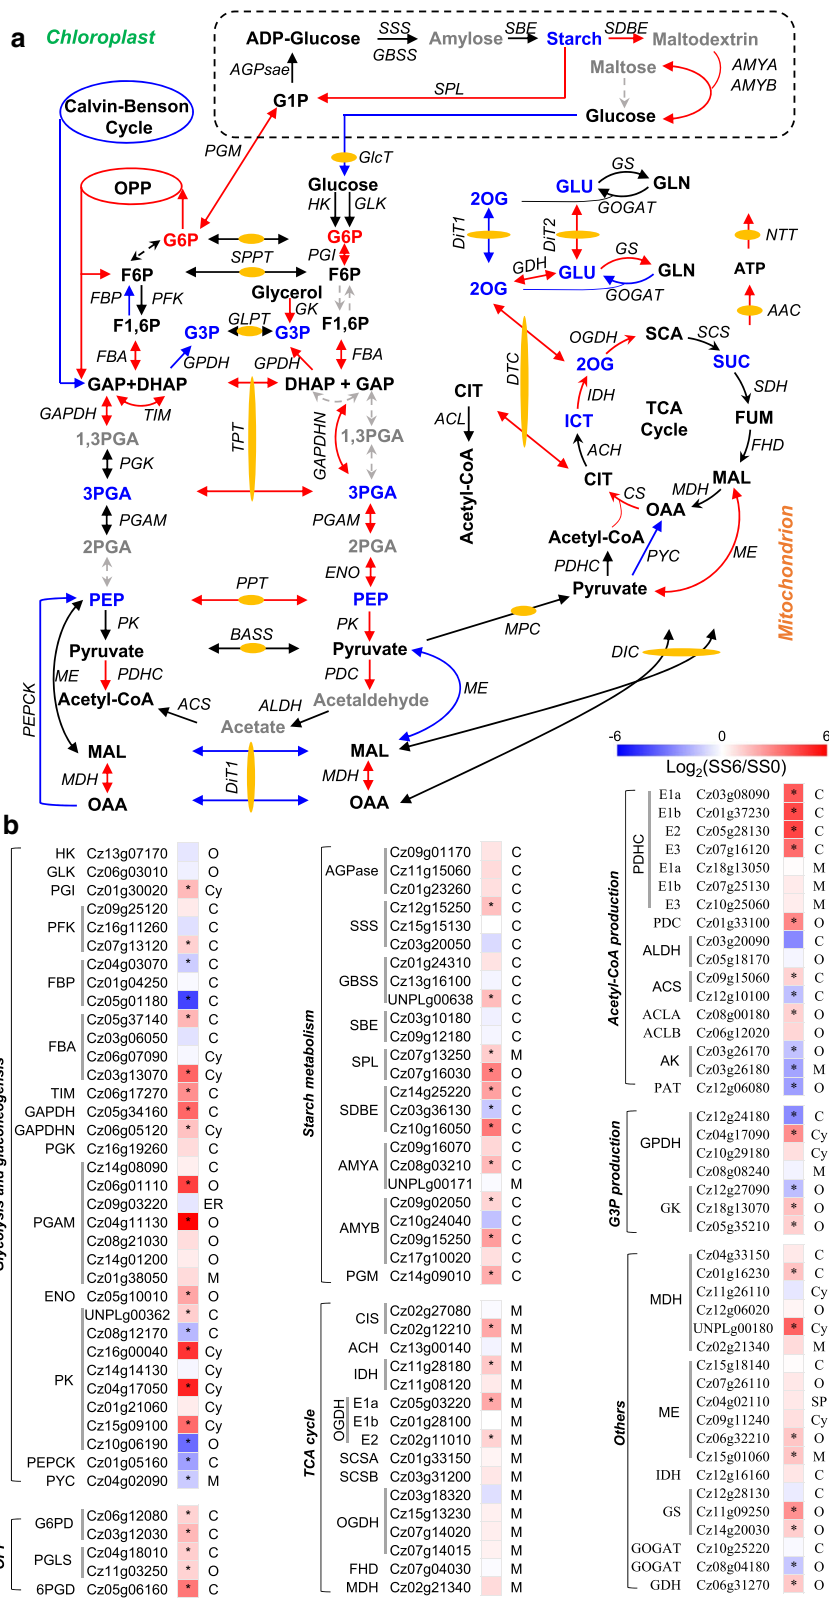 a
Chloroplast
ADP-Glucose
SSS
GBSS
Amylose
SBE
Starch
SDBE
Maltodextrin
AGPsae
Maltose
AMYA
AMYB
G1P
SPL
Glucose
Calvin-Benson
Cycle
PGM
GlcT
OPP
Glucose
HK
GLK
G6P
SPPT
G6P
PGI
F6P
F6P
FBP
PFK
Glycerol
GK
F1,6P
G3P
GLPT
G3P
F1,6P
FBA
GPDH
GPDH
FBA
GAP+DHAP
DHAP + GAP
GAPDH
TIM
TPT
GAPDHN
1,3PGA
1,3PGA
PGK
3PGA
3PGA
PGAM
PGAM
2PGA
2PGA
ENO
PEP
PPT
PEP
PK
BASS
PK
Pyruvate
Pyruvate
ME
PDHC
PDC
ME
PEPCK
Acetyl-CoA
ACS
ALDH
Acetaldehyde
Acetate
MAL
MAL
MDH
DiT1
MDH
OAA
OAA
2OG
GLU
GS
GLN
GOGAT
DiT1
DiT2
NTT
2OG
GDH
GLU
GS
GLN
GOGAT
ATP
AAC
DTC
OGDH
SCA
SCS
2OG
SUC
IDH
SDH
CIT
ICT
TCA
Cycle
FUM
ACL
ACH
FHD
Acetyl-CoA
CIT
CS
MDH
MAL
OAA
Acetyl-CoA
PDHC
PYC
ME
Pyruvate
MPC
DIC
Mitochondrion
-6
0
6
Log2(SS6/SS0)
b
HK Cz13g07170 O
GLK Cz06g03010 O
PGI Cz01g30020 * Cy
PFK
Cz09g25120 C
Cz16g11260 C
Cz07g13120 * C
FBP
Cz04g03070 * C
Cz01g04250 C
Cz05g01180 * C
FBA
Cz05g37140 * C
Cz03g06050 C
Cz06g07090 Cy
Cz03g13070 * Cy
TIM Cz06g17270 * C
GAPDH Cz05g34160 * C
GAPDHN Cz06g05120 * Cy
PGK Cz16g19260 C
PGAM
Cz14g08090 C
Cz06g01110 * O
Cz09g03220 ER
Cz04g11130 * O
Cz08g21030 O
Cz14g01200 O
Cz01g38050 M
ENO Cz05g10010 * O
PK
UNPLg00362 * C
Cz08g12170 * C
Cz16g00040 * Cy
Cz14g14130 Cy
Cz04g17050 * Cy
Cz01g21060 Cy
Cz15g09100 * Cy
Cz10g06190 * O
PEPCK Cz01g05160 * C
PYC Cz04g02090 * M
G6PD
Cz06g12080 * C
Cz03g12030 * C
PGLS
Cz04g18010 * C
Cz11g03250 * O
6PGD Cz05g06160 * C
Starch metabolism
AGPase
Cz09g01170 C
Cz11g15060 C
Cz01g23260 C
SSS
Cz12g15250 * C
Cz15g15130 C
Cz03g20050 C
GBSS
Cz01g24310 C
Cz13g16100 C
UNPLg00638 * C
SBE
Cz03g10180 C
Cz09g12180 C
SPL
Cz07g13250 * M
Cz07g16030 * O
SDBE
Cz14g25220 * C
Cz03g36130 * C
Cz10g16050 * C
AMYA
Cz09g16070 C
Cz08g03210 * C
UNPLg00171 M
AMYB
Cz09g02050 * C
Cz10g24040 C
Cz09g15250 * C
Cz17g10020 C
PGM Cz14g09010 * C
TCA cycle
CIS
Cz02g27080 M
Cz02g12210 * M
ACH Cz13g00140 M
IDH
Cz11g28180 * M
Cz11g08120 M
OGDH
E1a Cz05g03220 * M
E1b Cz01g28100 M
E2 Cz02g11010 * M
SCSA Cz01g33150 M
SCSB Cz03g31200 M
OGDH
Cz03g18320 M
Cz15g13230 M
Cz07g14020 M
Cz07g14015 M
FHD Cz07g04030 M
MDH Cz02g21340 M
Acetyl-CoA production
PDHC
E1a Cz03g08090 * C
E1b Cz01g37230 * C
E2 Cz05g28130 * C
E3 Cz07g16120 * C
E1a Cz18g13050 M
E1b Cz07g25130 M
E3 Cz10g25060 M
PDC Cz01g33100 * O
ALDH
Cz03g20090 C
Cz05g18170 O
ACS
Cz09g15060 * C
Cz12g10100 * C
ACLA Cz08g00180 * O
ACLB Cz06g12020 O
AK
Cz03g26170 * O
Cz03g26180 * M
PAT Cz12g06080 * O
G3P production
GPDH
Cz12g24180 * C
Cz04g17090 * Cy
Cz10g29180 Cy
Cz08g08240 M
GK
Cz12g27090 * O
Cz18g13070 * O
Cz05g35210 * O
Others
MDH
Cz04g33150 C
Cz01g16230 * C
Cz11g26110 Cy
Cz12g06020 O
UNPLg00180 * Cy
Cz02g21340 M
ME
Cz15g18140 C
Cz07g26110 O
Cz04g02110 SP
Cz09g11240 Cy
Cz06g32210 * O
Cz15g01060 * M
IDH Cz12g16160 C
GS
Cz12g28130 C
Cz11g09250 * O
Cz14g20030 * O
GOGAT Cz10g25220 C
GOGAT Cz08g04180 * O
GDH Cz06g31270 * O